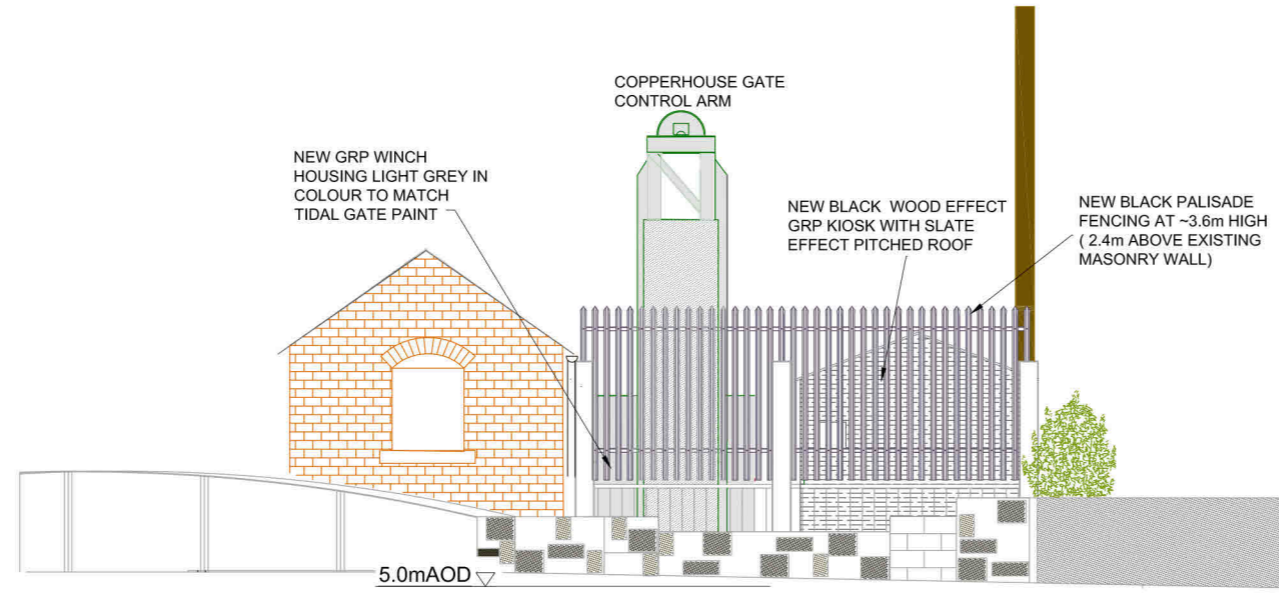 COPPERHOUSE GATE
CONTROL ARM
NEW GRP WINCH
HOUSING LIGHT GREY IN
COLOUR TO MATCH
TIDAL GATE PAINT
NEW BLACK WOOD EFFECT
GRP KIOSK WITH SLATE
EFFECT PITCHED ROOF
NEW BLACK PALISADE
FENCING AT ~3.6m HIGH
( 2.4m ABOVE EXISTING
MASONRY WALL)
5.0mAOD